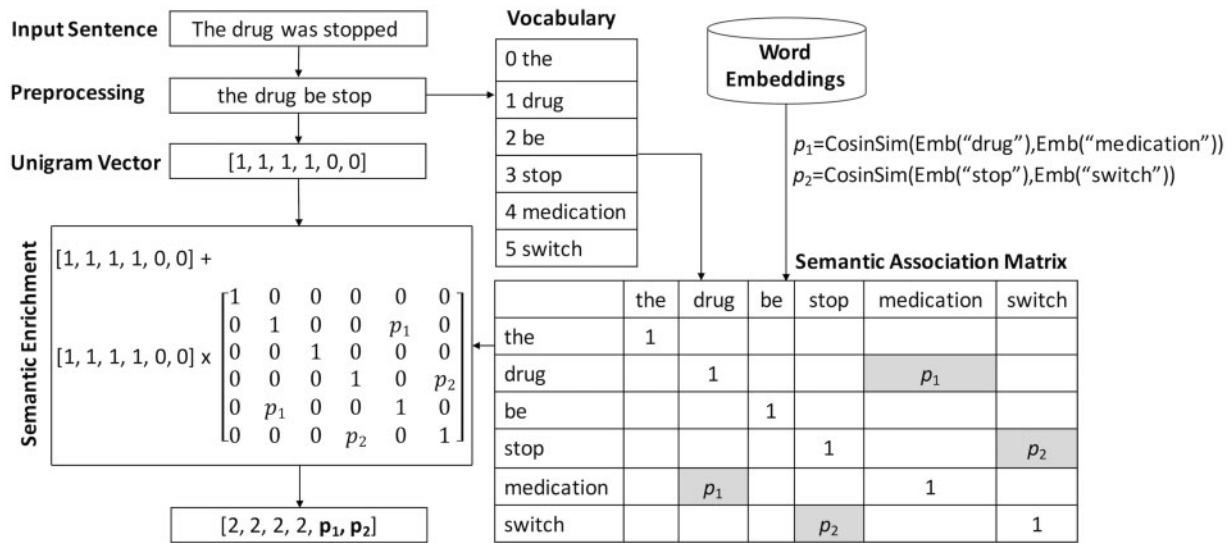 Input Sentence
The drug was stopped
Preprocessing
the drug be stop
Unigram Vector
[1, 1, 1, 1, 0, 0]
Semantic Enrichment
[1, 1, 1, 1, 0, 0] +
[1, 1, 1, 1, 0, 0] x
1 0 0 0 0 0
0 1 0 0 p₁ 0
0 0 1 0 0 0
0 0 0 1 0 p₂
0 p₁ 0 0 1 0
0 0 0 p₂ 0 1
[2, 2, 2, 2, p₁, p₂]
Vocabulary
0 the
1 drug
2 be
3 stop
4 medication
5 switch
Word
Embeddings
p₁=CosinSim(Emb(“drug”),Emb(“medication”))
p₂=CosinSim(Emb(“stop”),Emb(“switch”))
Semantic Association Matrix
the drug be stop medication switch
the 1
drug 1 p₁
be 1
stop 1 p₂
medication p₁ 1
switch p₂ 1